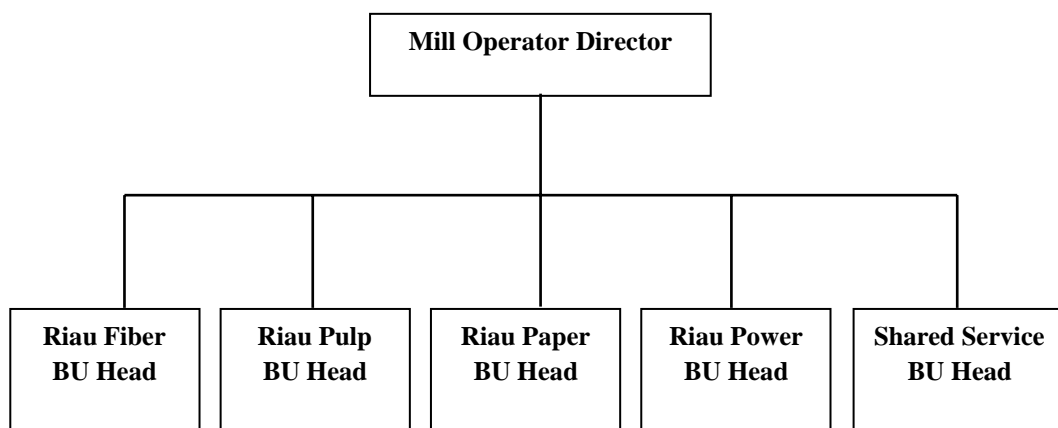 Mill Operator Director
Riau Fiber
BU Head
Riau Pulp
BU Head
Riau Paper
BU Head
Riau Power
BU Head
Shared Service
BU Head